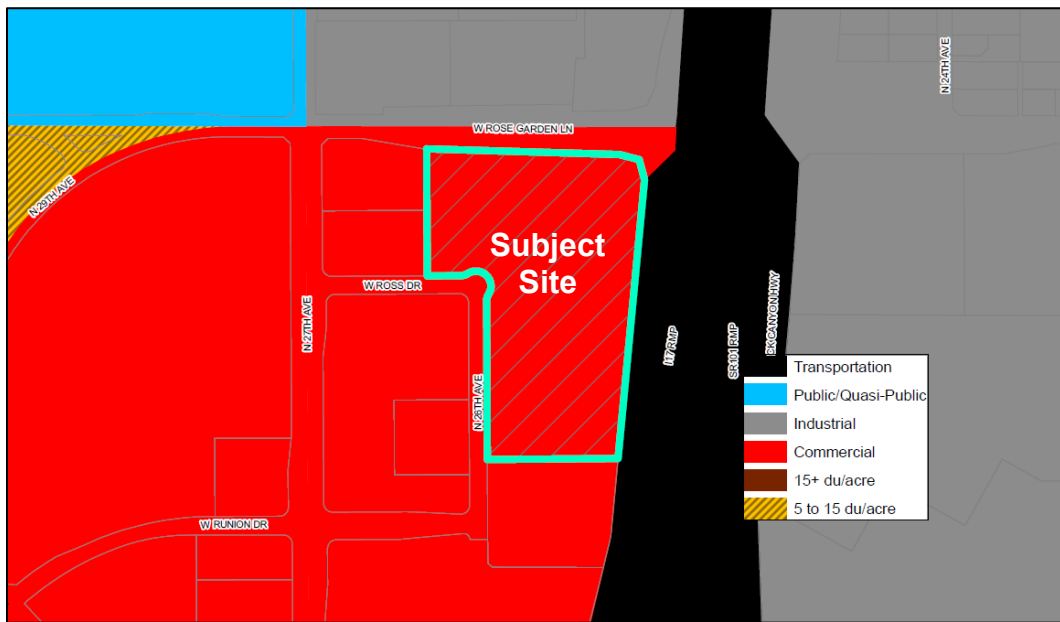 N 24TH AVE
W ROSE GARDEN LN
N 29TH AVE
Subject
Site
W ROSS DR
N 27TH AVE
I17 RMP
SR101 RMP
CK CANYON HWY
N 26TH AVE
W RUNION DR
Transportation
Public/Quasi-Public
Industrial
Commercial
15+ du/acre
5 to 15 du/acre